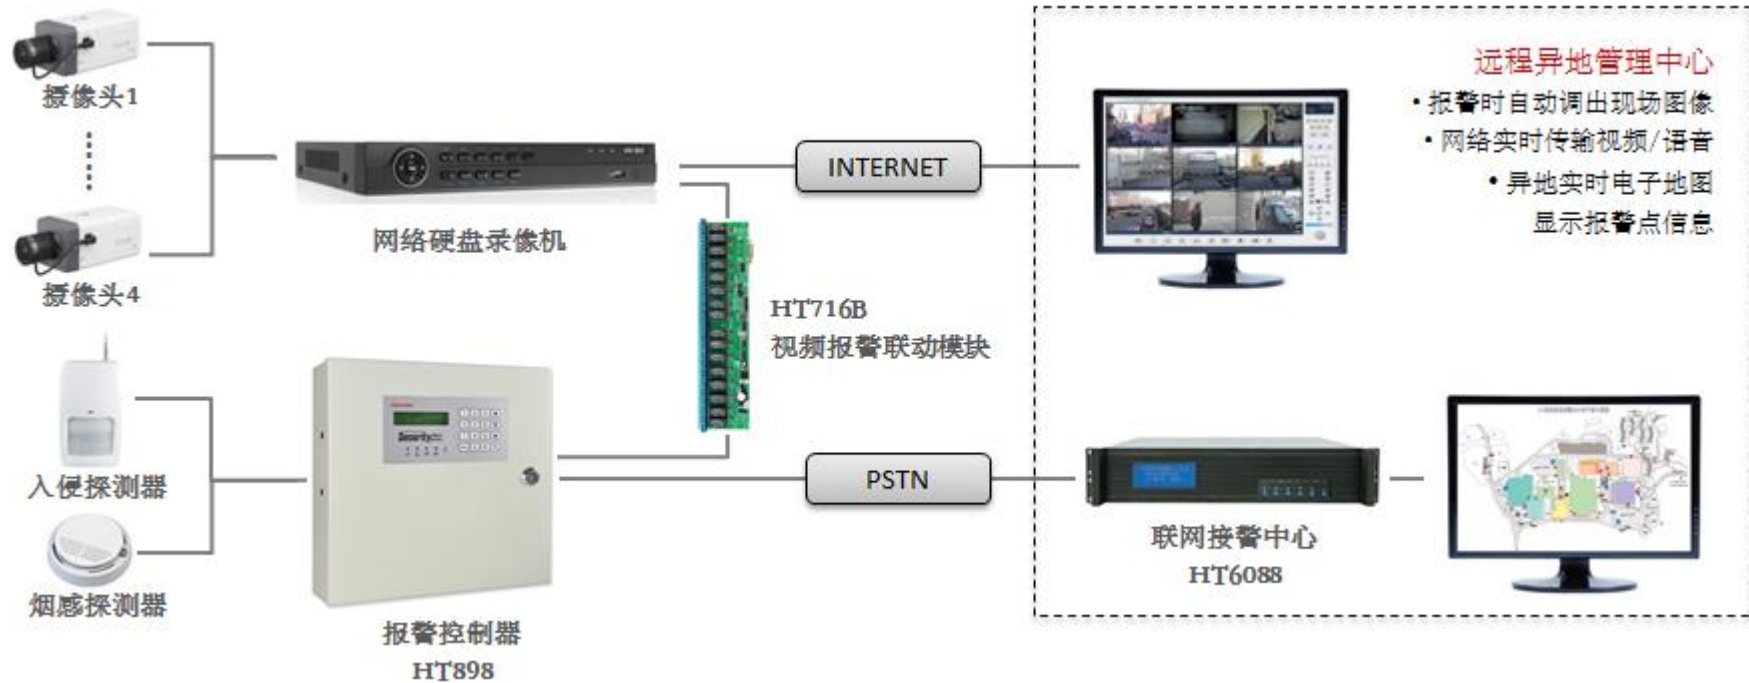 摄像头1
摄像头4
入侵探测器
烟感探测器
网络硬盘录像机
Security
报警控制器
HT898
HT716B
视频报警联动模块
INTERNET
PSTN
远程异地管理中心
•报警时自动调出现场图像
•网络实时传输视频/语音
•异地实时电子地图
显示报警点信息
联网接警中心
HT6088